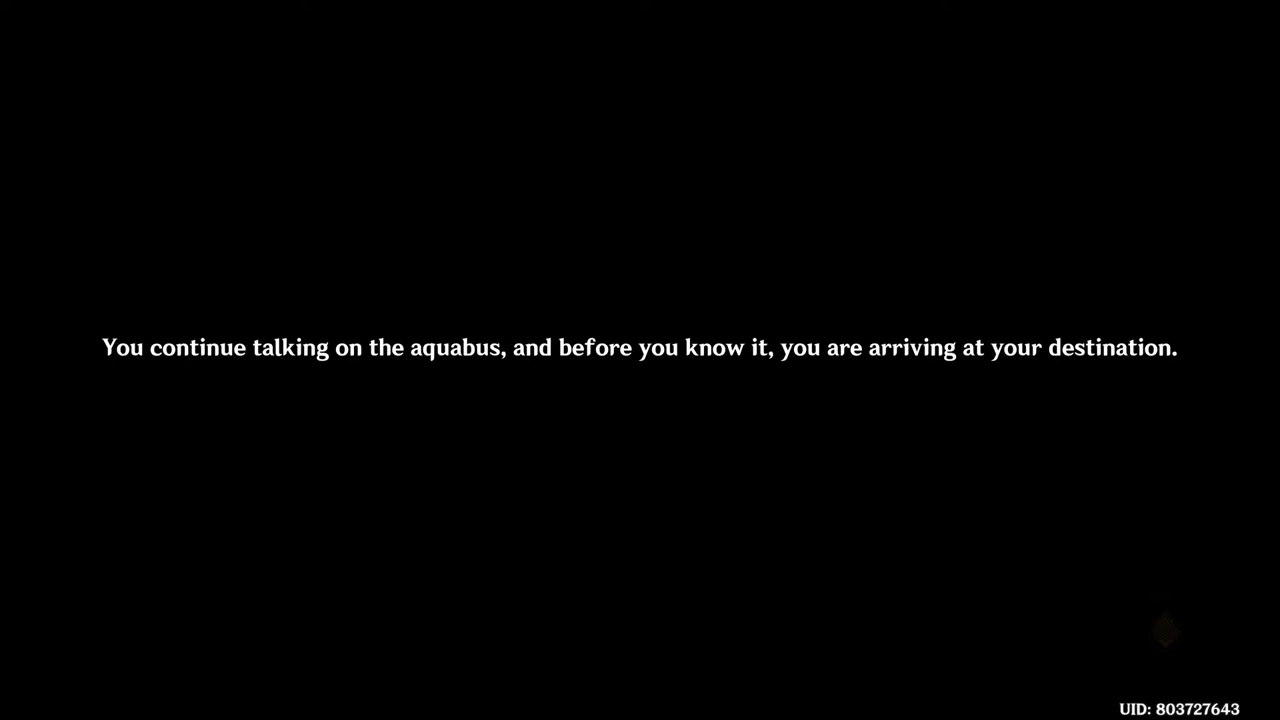 You continue talking on the aquabus, and before you know it, you are arriving at your destination.
UID: 803727643